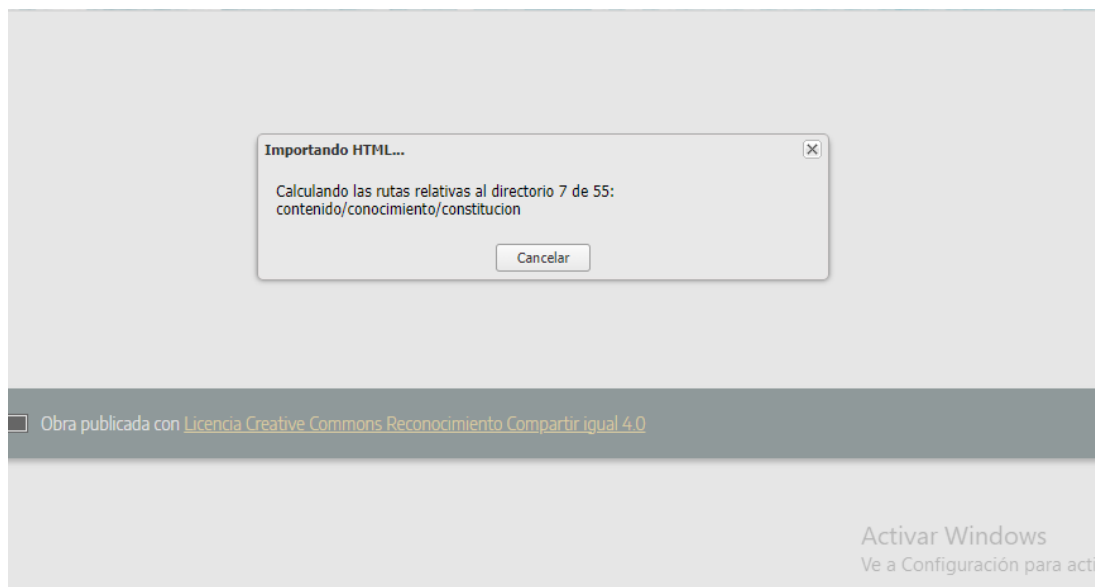 Importando HTML...
Calculando las rutas relativas al directorio 7 de 55:
contenido/conocimiento/constitucion
Cancelar
Obra publicada con Licencia Creative Commons Reconocimiento Compartir igual 4.0
Activar Windows
Ve a Configuración para acti